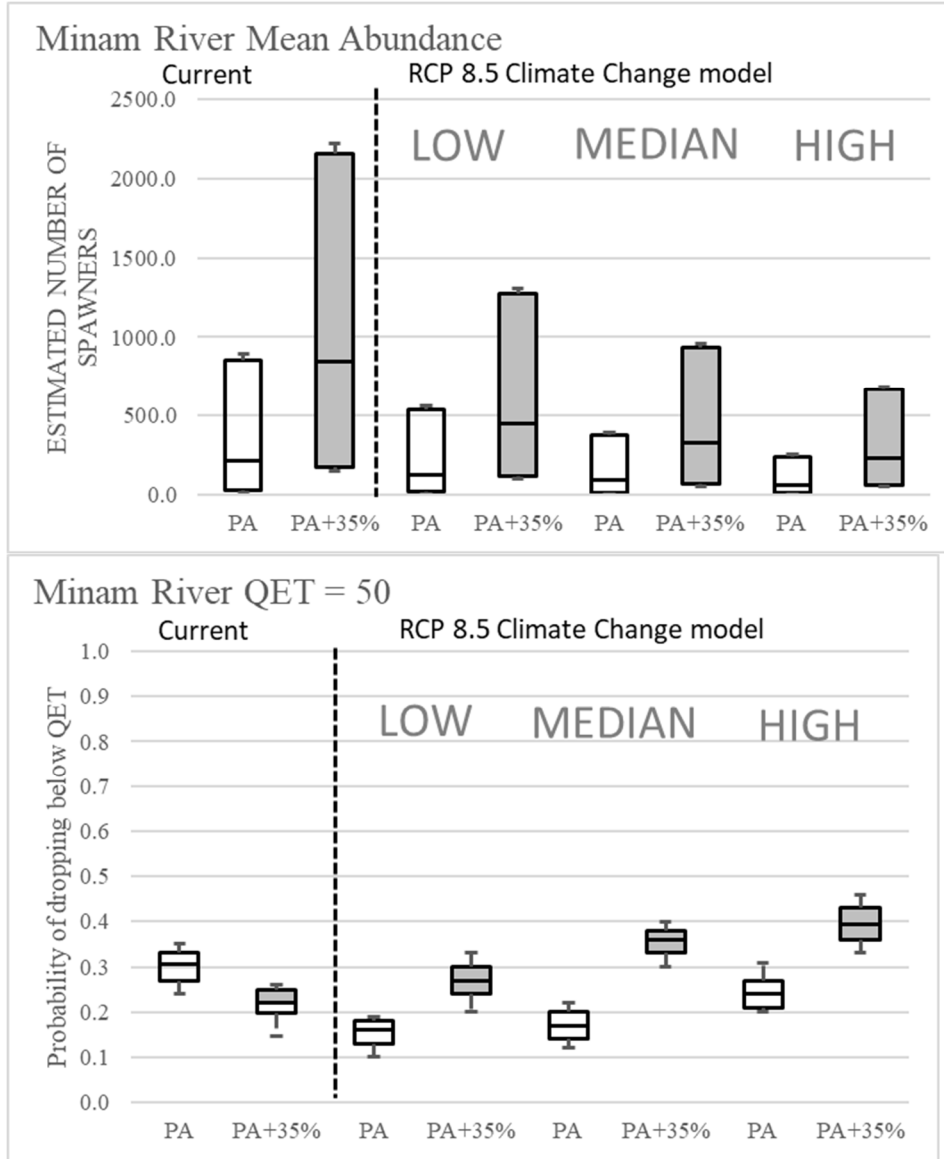 Minam River Mean Abundance
Current RCP 8.5 Climate Change model
LOW MEDIAN HIGH
ESTIMATED NUMBER OF
SPAWNERS
2500.0
2000.0
1500.0
1000.0
500.0
0.0
PA PA+35% PA PA+35% PA PA+35% PA PA+35%
Minam River QET = 50
Current RCP 8.5 Climate Change model
LOW MEDIAN HIGH
Probability of dropping below QET
1.0
0.9
0.8
0.7
0.6
0.5
0.4
0.3
0.2
0.1
0.0
PA PA+35% PA PA+35% PA PA+35% PA PA+35%